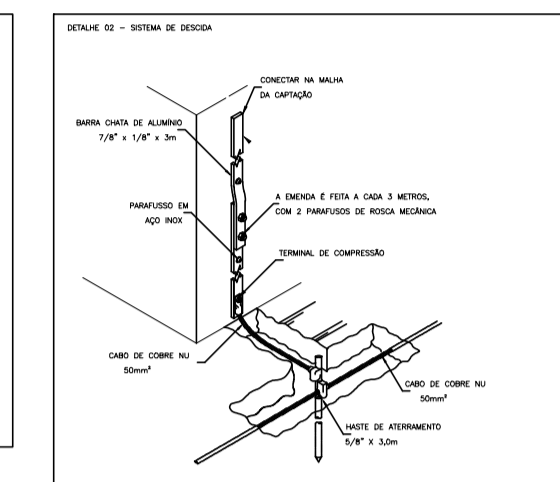 DETALHE 02 - SISTEMA DE DESCIDA
CONECTAR NA MALHA
DA CAPTAÇÃO
BARRA CHATA DE ALUMÍNIO
7/8" x 1/8" x 3m
PARAFUSSO EM
AÇO INOX
A EMENDA É FEITA A CADA 3 METROS,
COM 2 PARAFUSOS DE ROSCA MECÂNICA
TERMINAL DE COMPRESSÃO
CABO DE COBRE NU
50mm²
CABO DE COBRE NU
50mm²
HASTE DE ATERRAMENTO
5/8" X 3,0m